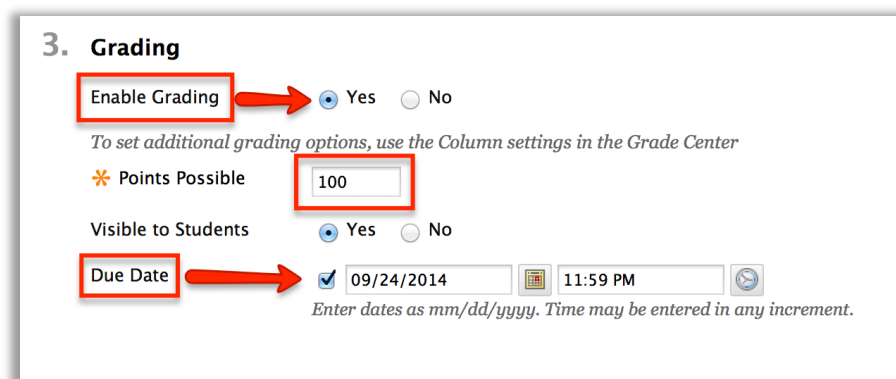 3. Grading
Enable Grading Yes No
To set additional grading options, use the Column settings in the Grade Center
* Points Possible 100
Visible to Students Yes No
Due Date 09/24/2014 11:59 PM
Enter dates as mm/dd/yyyy. Time may be entered in any increment.